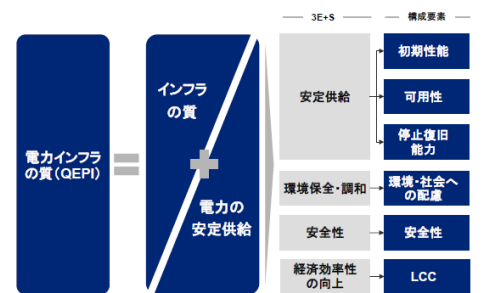 3E+S
構成要素
電力インフラ
の質(QEPI)
インフラ
の質
電力の
安定供給
安定供給
初期性能
可用性
停止復旧
能力
環境保全・調和
環境・社会へ
の配慮
安全性
安全性
経済効率性
の向上
LCC